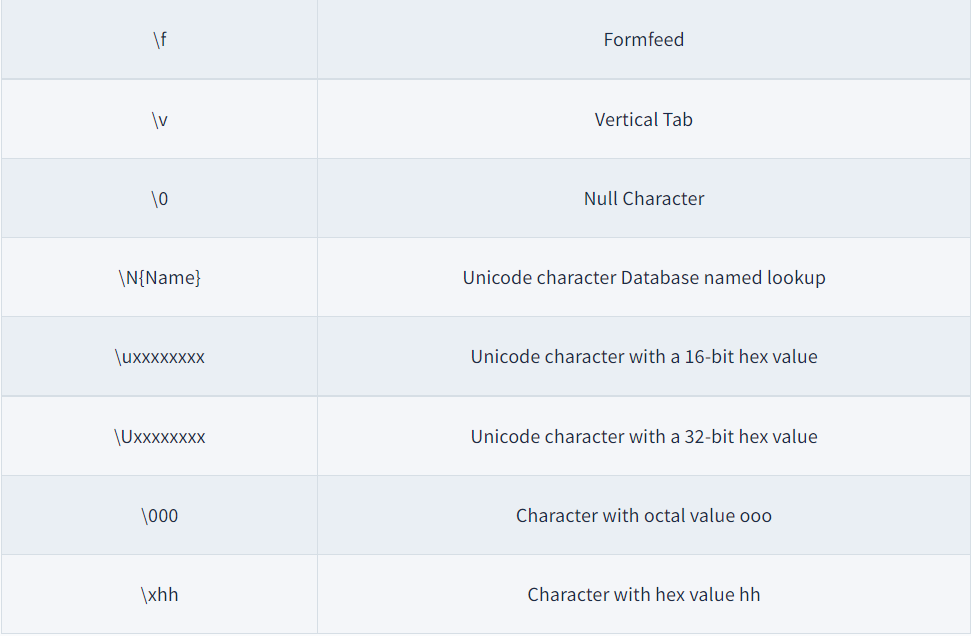 \f Formfeed
\v Vertical Tab
\0 Null Character
\N{Name} Unicode character Database named lookup
\uxxxxxxxx Unicode character with a 16-bit hex value
\Uxxxxxxxx Unicode character with a 32-bit hex value
\000 Character with octal value ooo
\xhh Character with hex value hh